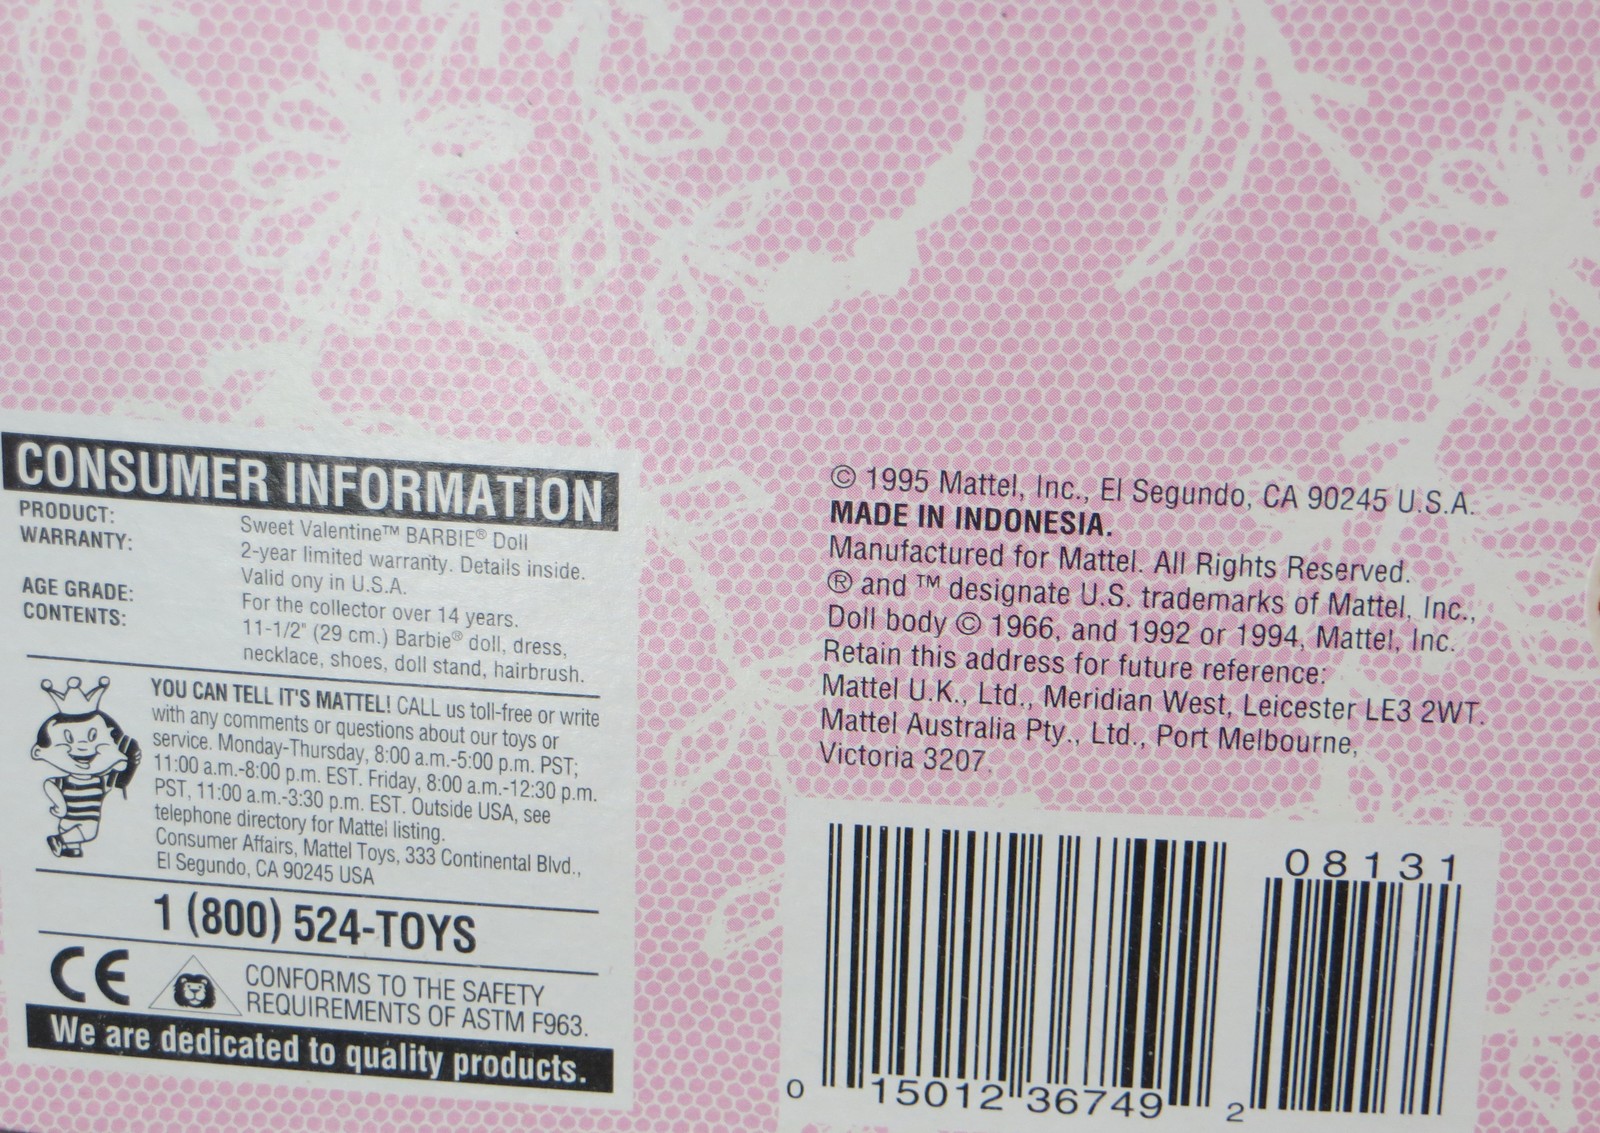 CONSUMER INFORMATION
PRODUCT: Sweet Valentine™ BARBIE® Doll
WARRANTY: 2-year limited warranty. Details inside.
Valid ony in U.S.A.
AGE GRADE: For the collector over 14 years.
CONTENTS: 11-1/2" (29 cm.) Barbie® doll, dress,
necklace, shoes, doll stand, hairbrush.
YOU CAN TELL IT'S MATTEL! CALL us toll-free or write
with any comments or questions about our toys or
service. Monday-Thursday, 8:00 a.m.-5:00 p.m. PST;
11:00 a.m.-8:00 p.m. EST. Friday, 8:00 a.m.-12:30 p.m.
PST, 11:00 a.m.-3:30 p.m. EST. Outside USA, see
telephone directory for Mattel listing.
Consumer Affairs, Mattel Toys, 333 Continental Blvd.,
El Segundo, CA 90245 USA
1 (800) 524-TOYS
CE
CONFORMS TO THE SAFETY
REQUIREMENTS OF ASTM F963.
We are dedicated to quality products.
© 1995 Mattel, Inc., El Segundo, CA 90245 U.S.A.
MADE IN INDONESIA.
Manufactured for Mattel. All Rights Reserved.
® and ™ designate U.S. trademarks of Mattel, Inc.,
Doll body © 1966, and 1992 or 1994, Mattel, Inc.
Retain this address for future reference:
Mattel U.K., Ltd., Meridian West, Leicester LE3 2WT.
Mattel Australia Pty., Ltd., Port Melbourne,
Victoria 3207.
08131
0 15012 36749 2